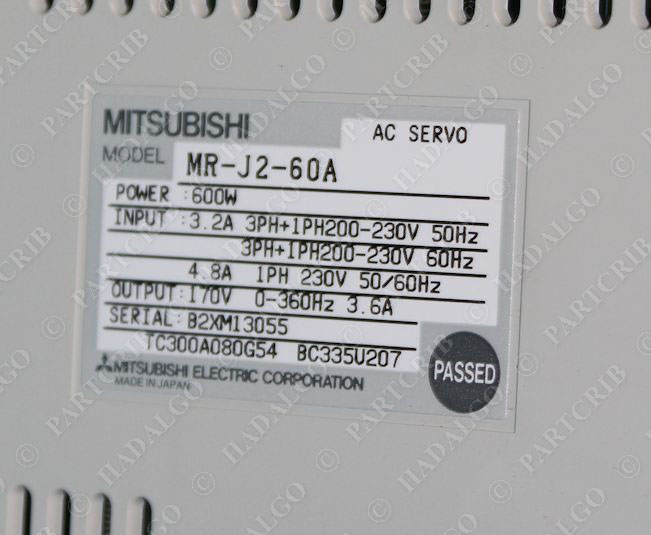 MITSUBISHI
AC SERVO
MODEL MR-J2-60A
POWER :600W
INPUT :3.2A 3PH+1PH200-230V 50Hz
3PH+1PH200-230V 60Hz
4.8A 1PH 230V 50/60Hz
OUTPUT:170V 0-360Hz 3.6A
SERIAL:B2XM13055
TC300A080G54 BC335U207
PASSED
MITSUBISHI ELECTRIC CORPORATION
MADE IN JAPAN
© PARTCRIB
© HADALGO